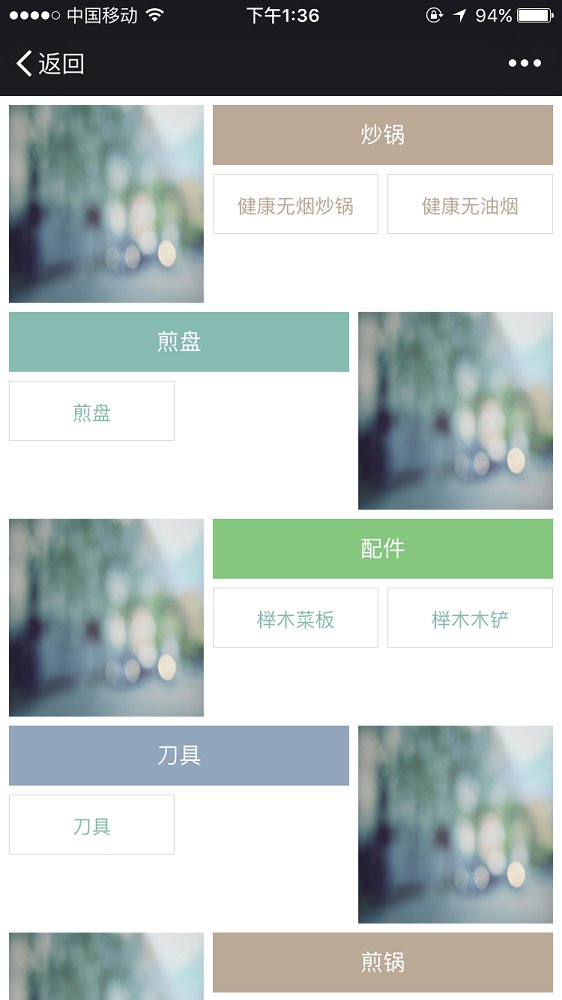 中国移动 下午1:36 94%
返回
炒锅
健康无烟炒锅 健康无油烟
煎盘
煎盘
配件
榉木菜板 榉木木铲
刀具
刀具
煎锅